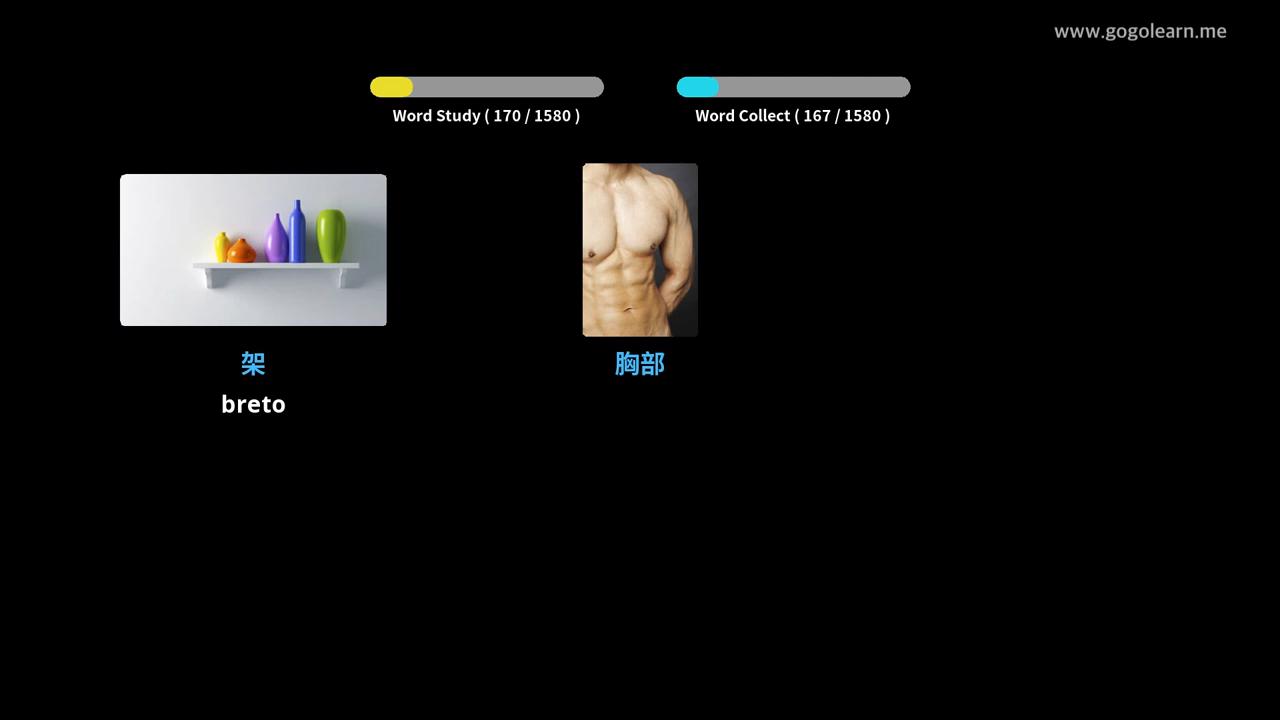 www.gogolearn.me
Word Study ( 170 / 1580 )
Word Collect ( 167 / 1580 )
架
胸部
breto